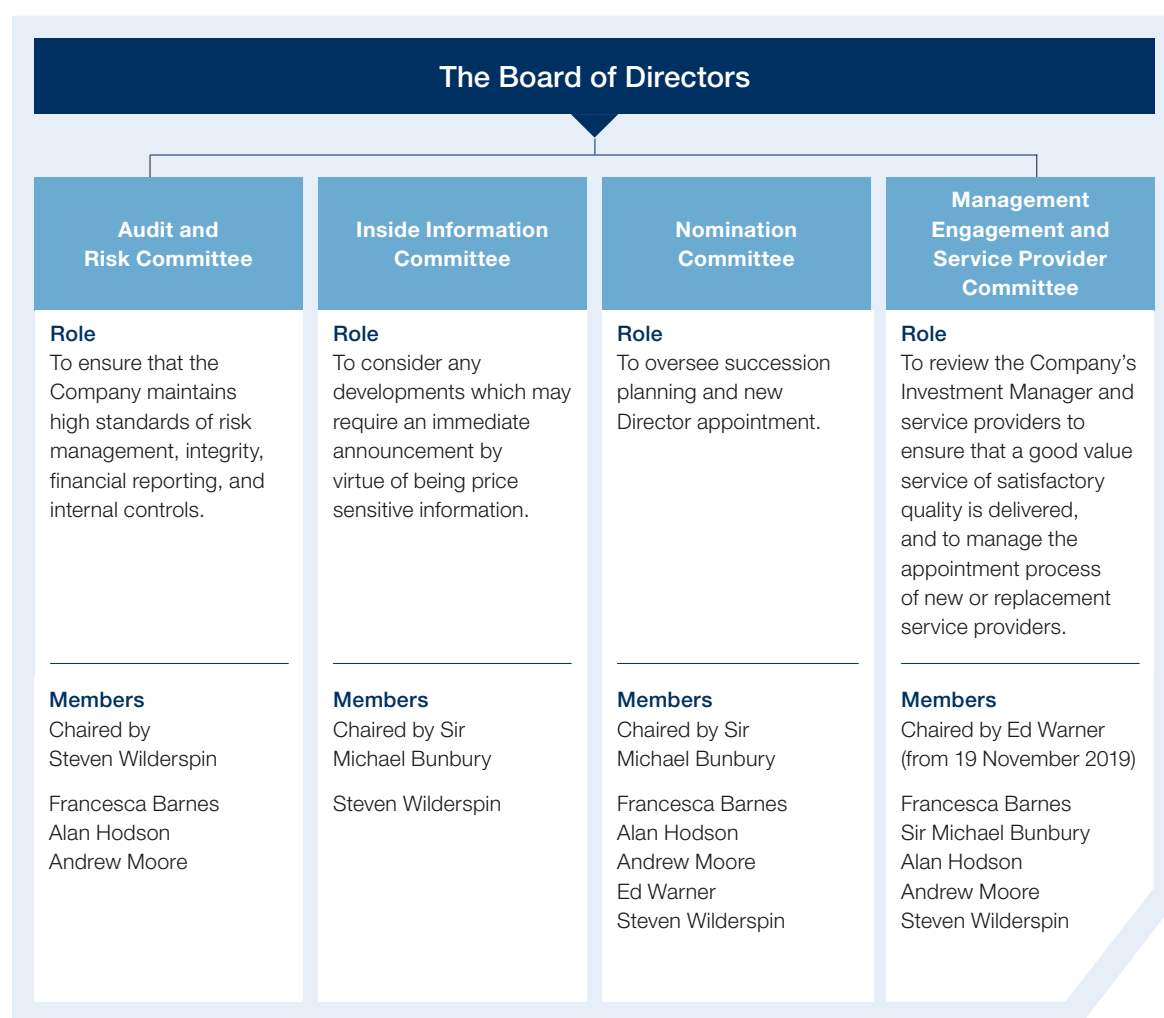 The Board of Directors
Audit and
Risk Committee
Role
To ensure that the
Company maintains
high standards of risk
management, integrity,
financial reporting, and
internal controls.
Members
Chaired by
Steven Wilderspin
Francesca Barnes
Alan Hodson
Andrew Moore
Inside Information
Committee
Role
To consider any
developments which may
require an immediate
announcement by
virtue of being price
sensitive information.
Members
Chaired by Sir
Michael Bunbury
Steven Wilderspin
Nomination
Committee
Role
To oversee succession
planning and new
Director appointment.
Members
Chaired by Sir
Michael Bunbury
Francesca Barnes
Alan Hodson
Andrew Moore
Ed Warner
Steven Wilderspin
Management
Engagement and
Service Provider
Committee
Role
To review the Company’s
Investment Manager and
service providers to
ensure that a good value
service of satisfactory
quality is delivered,
and to manage the
appointment process
of new or replacement
service providers.
Members
Chaired by Ed Warner
(from 19 November 2019)
Francesca Barnes
Sir Michael Bunbury
Alan Hodson
Andrew Moore
Steven Wilderspin